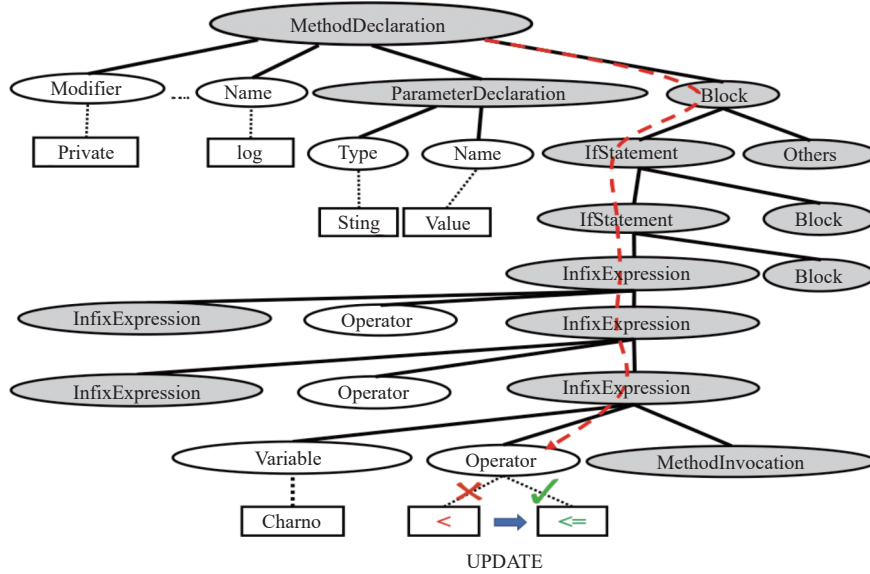 MethodDeclaration
Modifier
....
Name
ParameterDeclaration
Block
Private
log
Type
Name
IfStatement
Others
Sting
Value
IfStatement
Block
InfixExpression
Block
InfixExpression
Operator
InfixExpression
InfixExpression
Operator
InfixExpression
Variable
Operator
MethodInvocation
Charno
<
<=
UPDATE